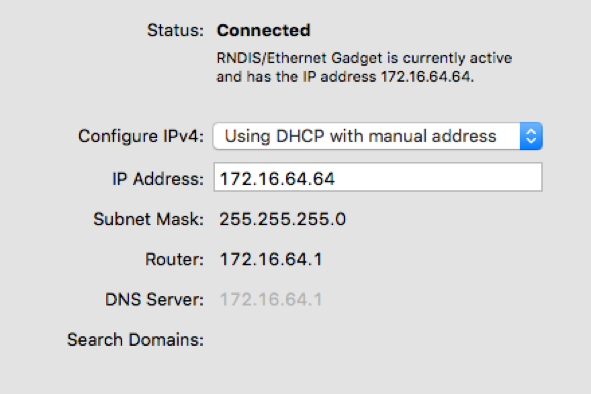 Status: Connected
RNDIS/Ethernet Gadget is currently active
and has the IP address 172.16.64.64.
Configure IPv4: Using DHCP with manual address
IP Address: 172.16.64.64
Subnet Mask: 255.255.255.0
Router: 172.16.64.1
DNS Server: 172.16.64.1
Search Domains: